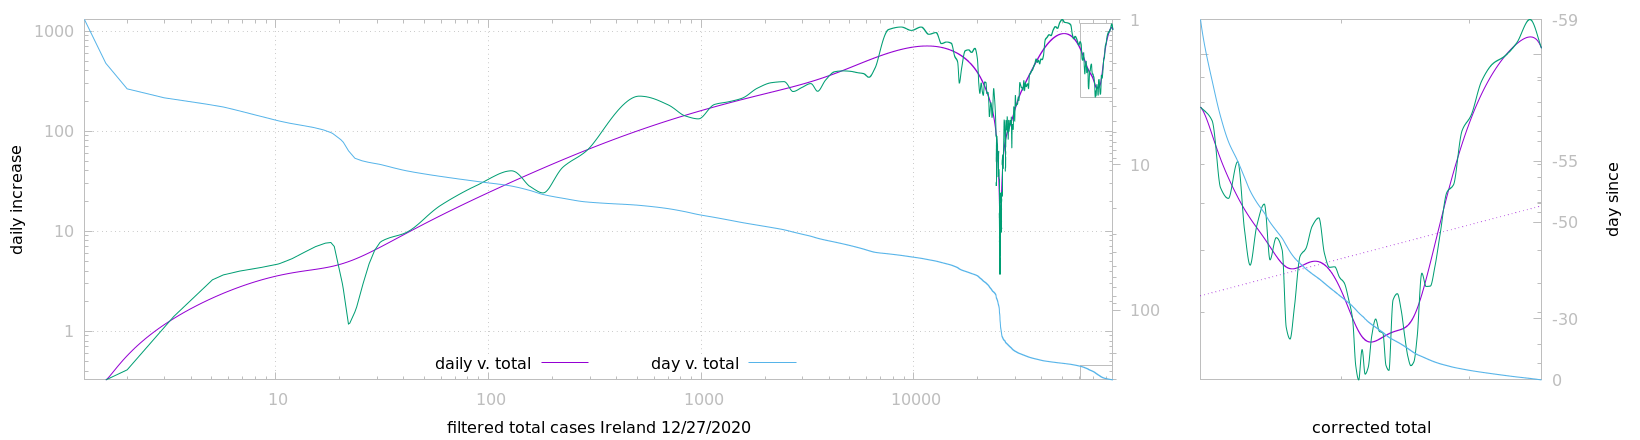 1000
100
10
1
daily increase
1
10
100
day since
-59
-55
-50
-30
0
daily v. total
day v. total
10
100
1000
10000
filtered total cases Ireland 12/27/2020
corrected total